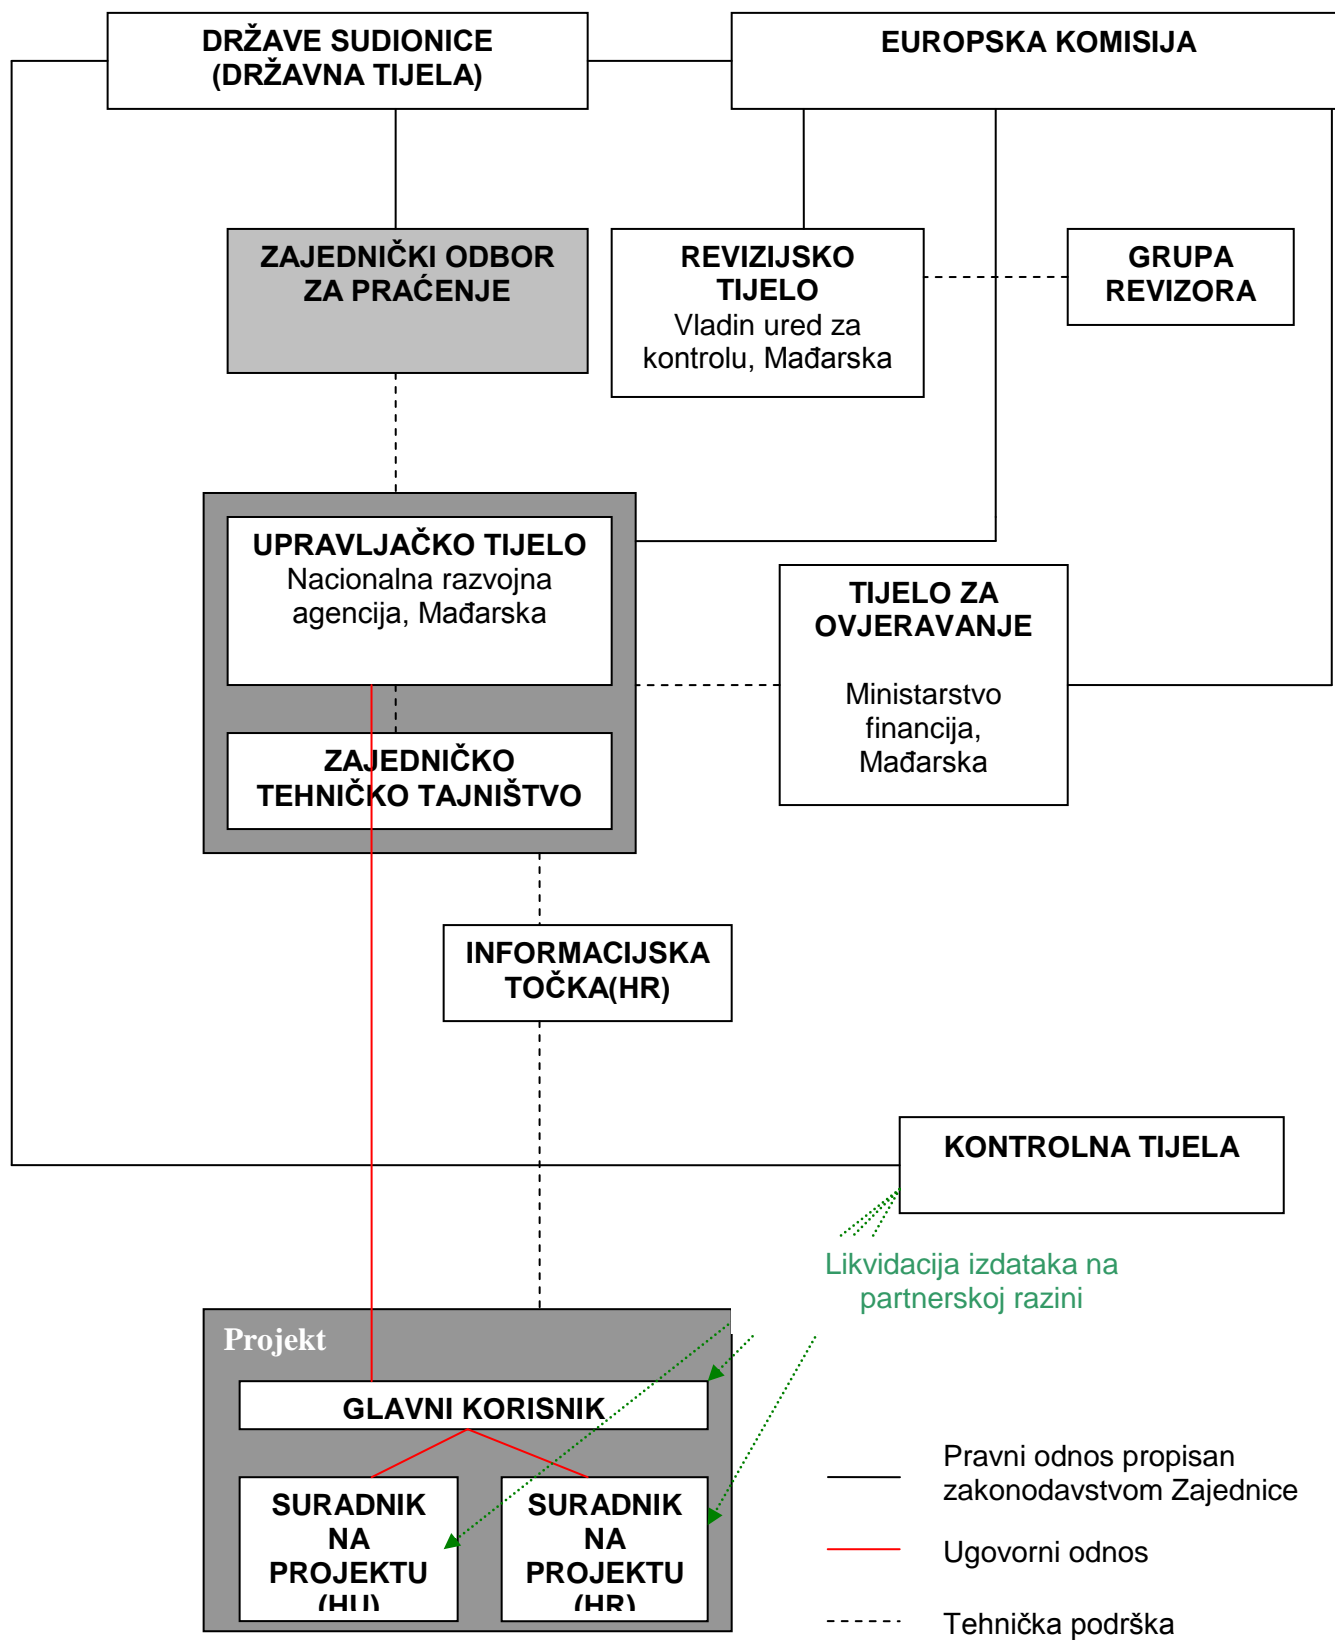 DRŽAVE SUDIONICE
(DRŽAVNA TIJELA)
EUROPSKA KOMISIJA
ZAJEDNIČKI ODBOR
ZA PRAĆENJE
REVIZIJSKO
TIJELO
Vladin ured za
kontrolu, Mađarska
GRUPA
REVIZORA
UPRAVLJAČKO TIJELO
Nacionalna razvojna
agencija, Mađarska
TIJELO ZA
OVJERAVANJE
Ministarstvo
financija,
Mađarska
ZAJEDNIČKO
TEHNIČKO TAJNIŠTVO
INFORMACIJSKA
TOČKA(HR)
KONTROLNA TIJELA
Likvidacija izdataka na
partnerskoj razini
Projekt
GLAVNI KORISNIK
SURADNIK
NA
PROJEKTU
(HU)
SURADNIK
NA
PROJEKTU
(HR)
Pravni odnos propisan
zakonodavstvom Zajednice
Ugovorni odnos
Tehnička podrška